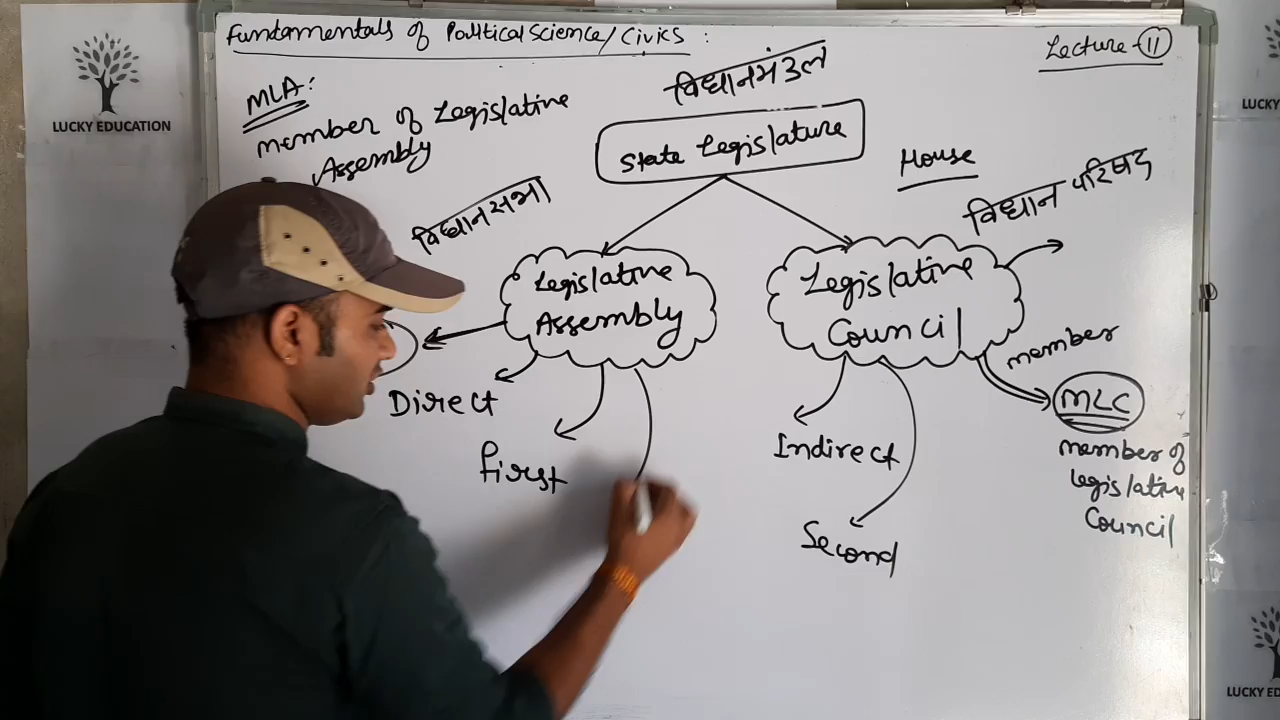 Fundamentals of Political Science/Civics :
Lecture-11
LUCKY EDUCATION
LUCKY
MLA:
member of Legislative
Assembly
विधानमंडल
State Legislature
House
विधानसभा
विधान परिषद
Legislative
Assembly
Legislative
Council
member
Direct
MLC
First
Indirect
member of
legislative
Council
Second
LUCKY ED